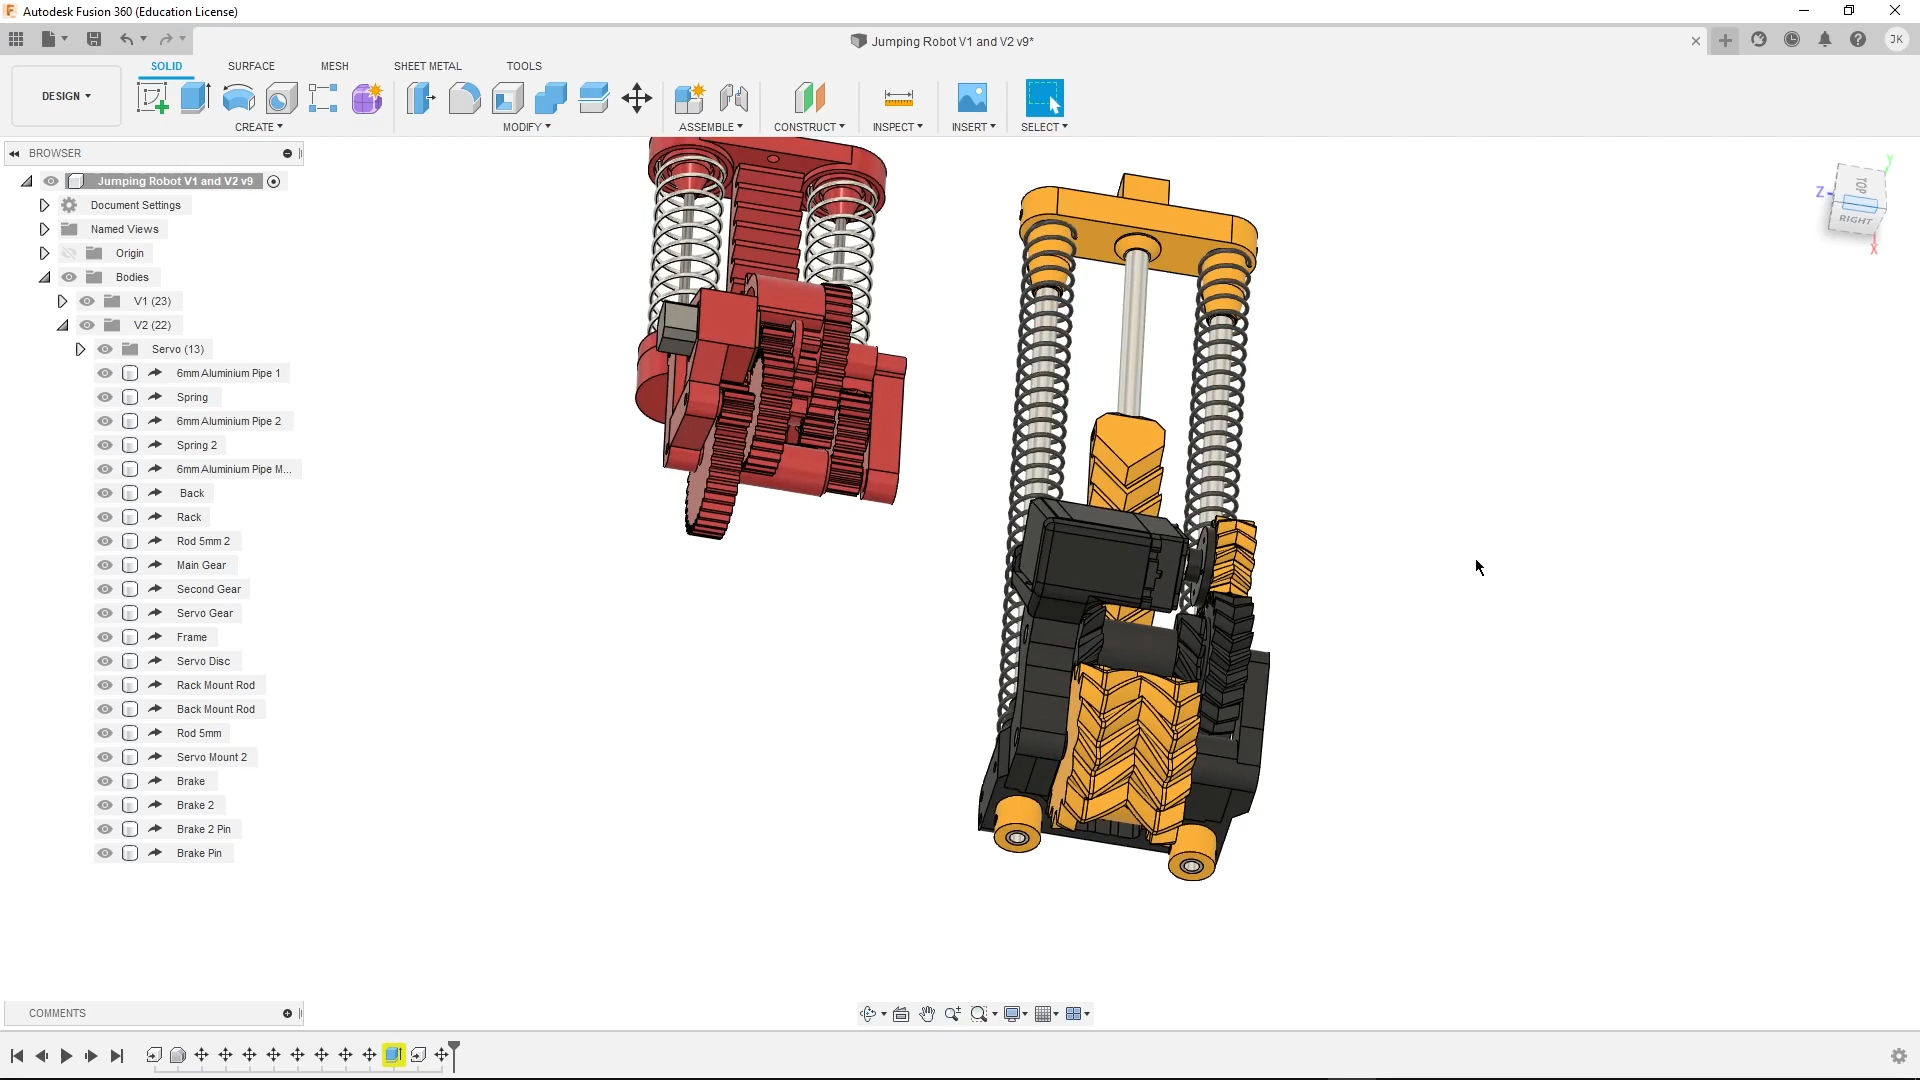 Autodesk Fusion 360 (Education License)
Jumping Robot V1 and V2 v9*
JK
DESIGN
SOLID
SURFACE
MESH
SHEET METAL
TOOLS
CREATE
MODIFY
ASSEMBLE
CONSTRUCT
INSPECT
INSERT
SELECT
BROWSER
Jumping Robot V1 and V2 v9
Document Settings
Named Views
Origin
Bodies
V1 (23)
V2 (22)
Servo (13)
6mm Aluminium Pipe 1
Spring
6mm Aluminium Pipe 2
Spring 2
6mm Aluminium Pipe M...
Back
Rack
Rod 5mm 2
Main Gear
Second Gear
Servo Gear
Frame
Servo Disc
Rack Mount Rod
Back Mount Rod
Rod 5mm
Servo Mount 2
Brake
Brake 2
Brake 2 Pin
Brake Pin
Y
Z
TOP
RIGHT
X
COMMENTS